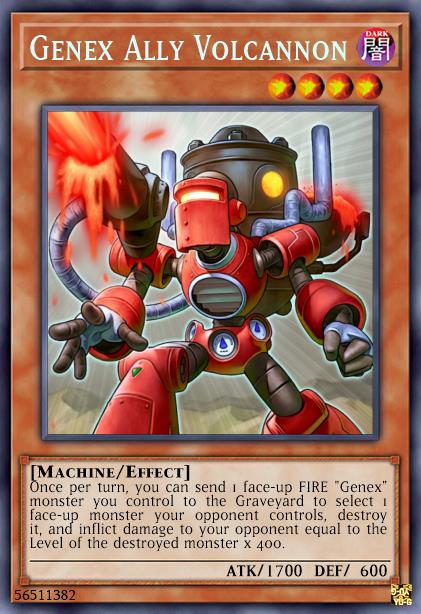 Genex Ally Volcannon
DARK
闇
[Machine/Effect]
Once per turn, you can send 1 face-up FIRE "Genex"
monster you control to the Graveyard to select 1
face-up monster your opponent controls, destroy
it, and inflict damage to your opponent equal to the
Level of the destroyed monster x 400.
ATK/1700 DEF/ 600
56511382